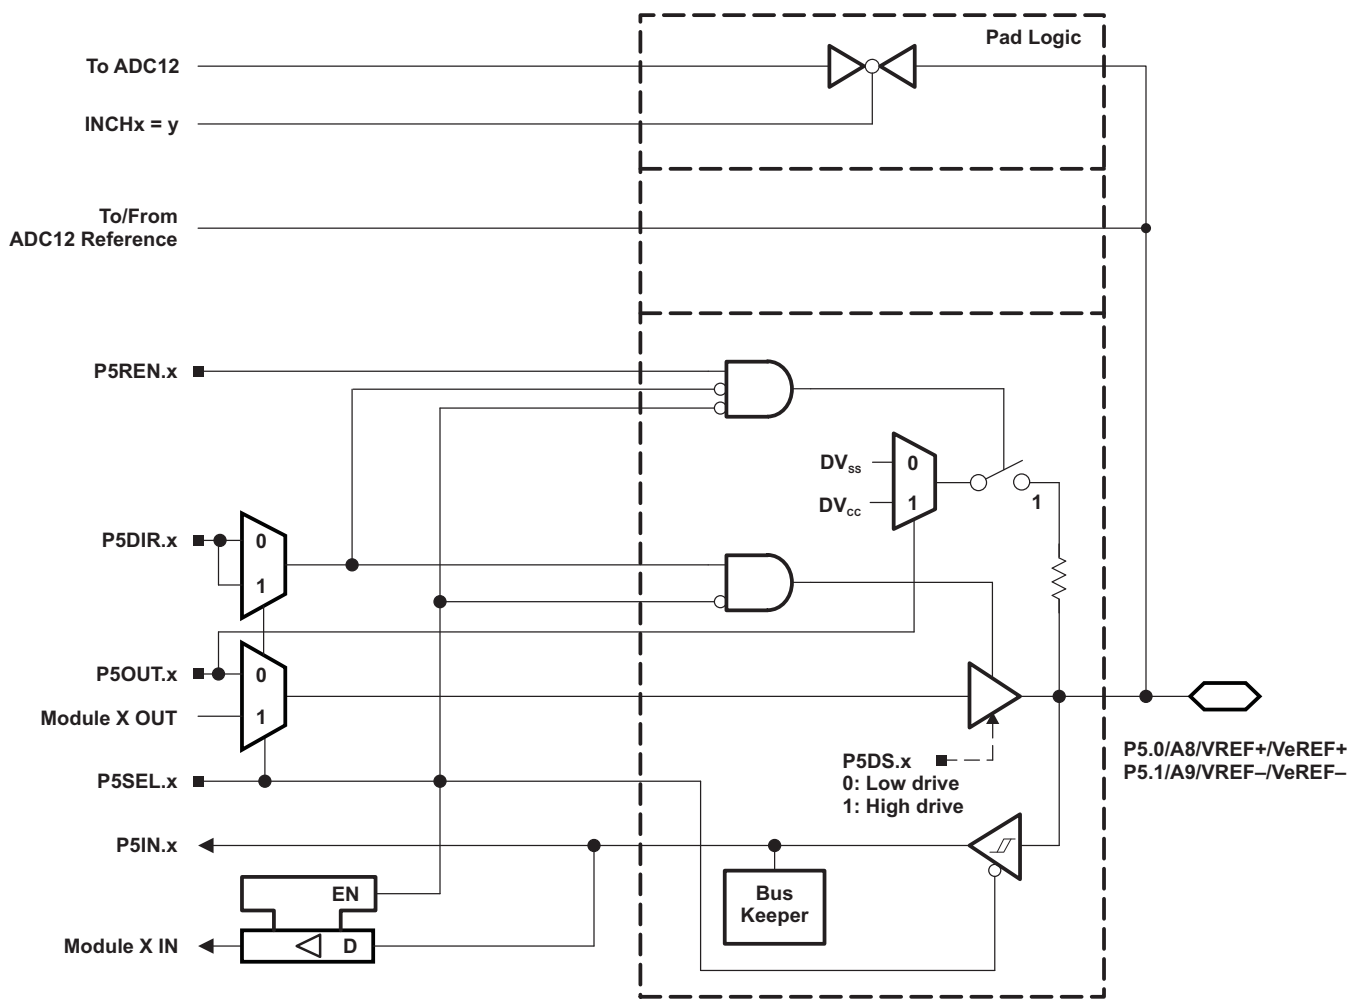 Pad Logic
To ADC12
INCHx = y
To/From
ADC12 Reference
P5REN.x
DVss
0
DVcc
1
1
P5DIR.x
0
1
P5OUT.x
0
Module X OUT
1
P5SEL.x
P5DS.x
0: Low drive
1: High drive
P5.0/A8/VREF+/VeREF+
P5.1/A9/VREF–/VeREF–
P5IN.x
Bus
Keeper
EN
Module X IN
D